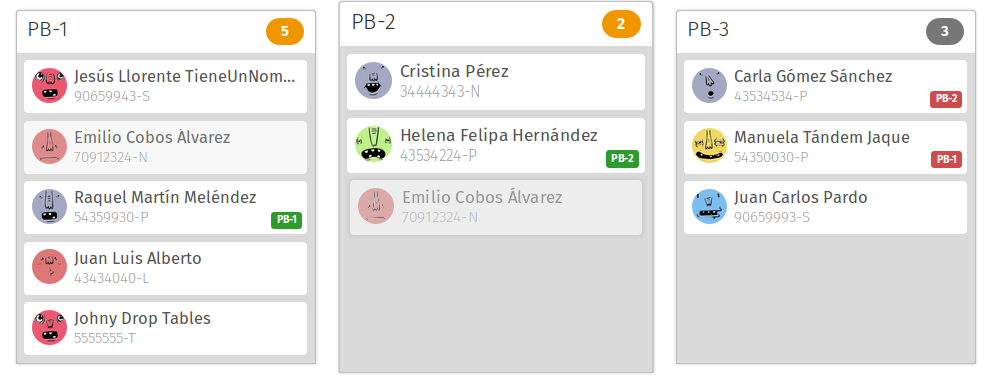 PB-1
5
Jesús Llorente TieneUnNom...
90659943-S
Emilio Cobos Álvarez
70912324-N
Raquel Martín Meléndez
54359930-P
PB-1
Juan Luis Alberto
43434040-L
Johny Drop Tables
5555555-T
PB-2
2
Cristina Pérez
34444343-N
Helena Felipa Hernández
43534224-P
PB-2
Emilio Cobos Álvarez
70912324-N
PB-3
3
Carla Gómez Sánchez
43534534-P
PB-2
Manuela Tándem Jaque
54350030-P
PB-1
Juan Carlos Pardo
90659993-S